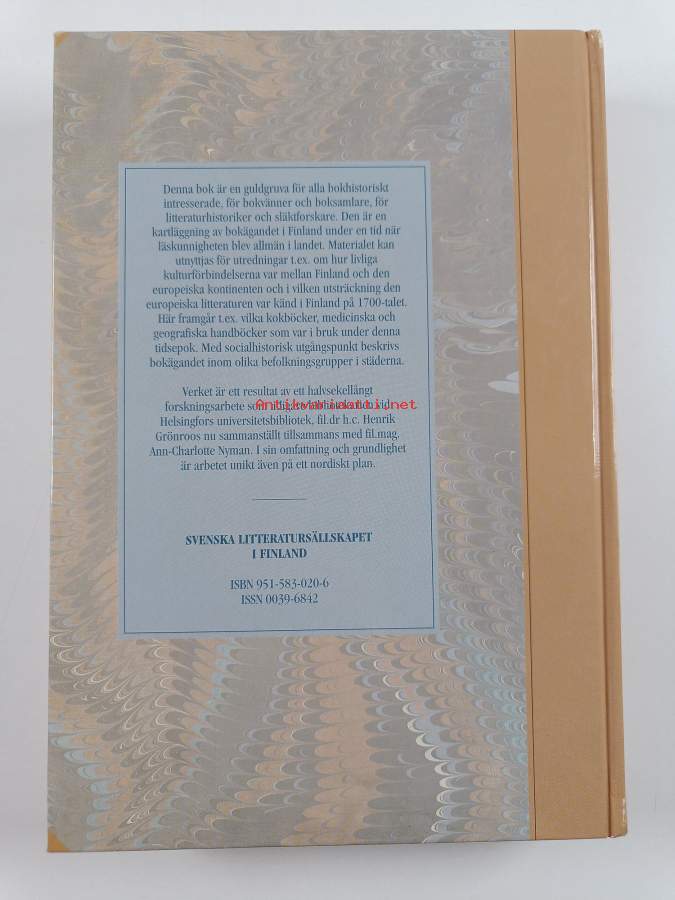 Denna bok är en guldgruva för alla bokhistoriskt
intresserade, för bokvänner och boksamlare, för
litteraturhistoriker och släktforskare. Den är en
kartläggning av bokägandet i Finland under en tid när
läskunnigheten blev allmän i landet. Materialet kan
utnyttjas för utredningar t.ex. om hur livliga
kulturförbindelserna var mellan Finland och den
europeiska kontinenten och i vilken utsträckning den
europeiska litteraturen var känd i Finland på 1700-talet.
Här framgår t.ex. vilka kokböcker, medicinska och
geografiska handböcker som var i bruk under denna
tidsepok. Med socialhistorisk utgångspunkt beskrivs
bokägandet inom olika befolkningsgrupper i städerna.
Verket är ett resultat av ett halvsekellångt
forskningsarbete som vid
Antikvariaatti.net
Helsingfors universitetsbibliotek, fil.dr h.c. Henrik
Grönroos nu sammanställt tillsammans med fil.mag.
Ann-Charlotte Nyman. I sin omfattning och grundlighet
är arbetet unikt även på ett nordiskt plan.
SVENSKA LITTERATURSÄLLSKAPET
I FINLAND
ISBN 951-583-020-6
ISSN 0039-6842